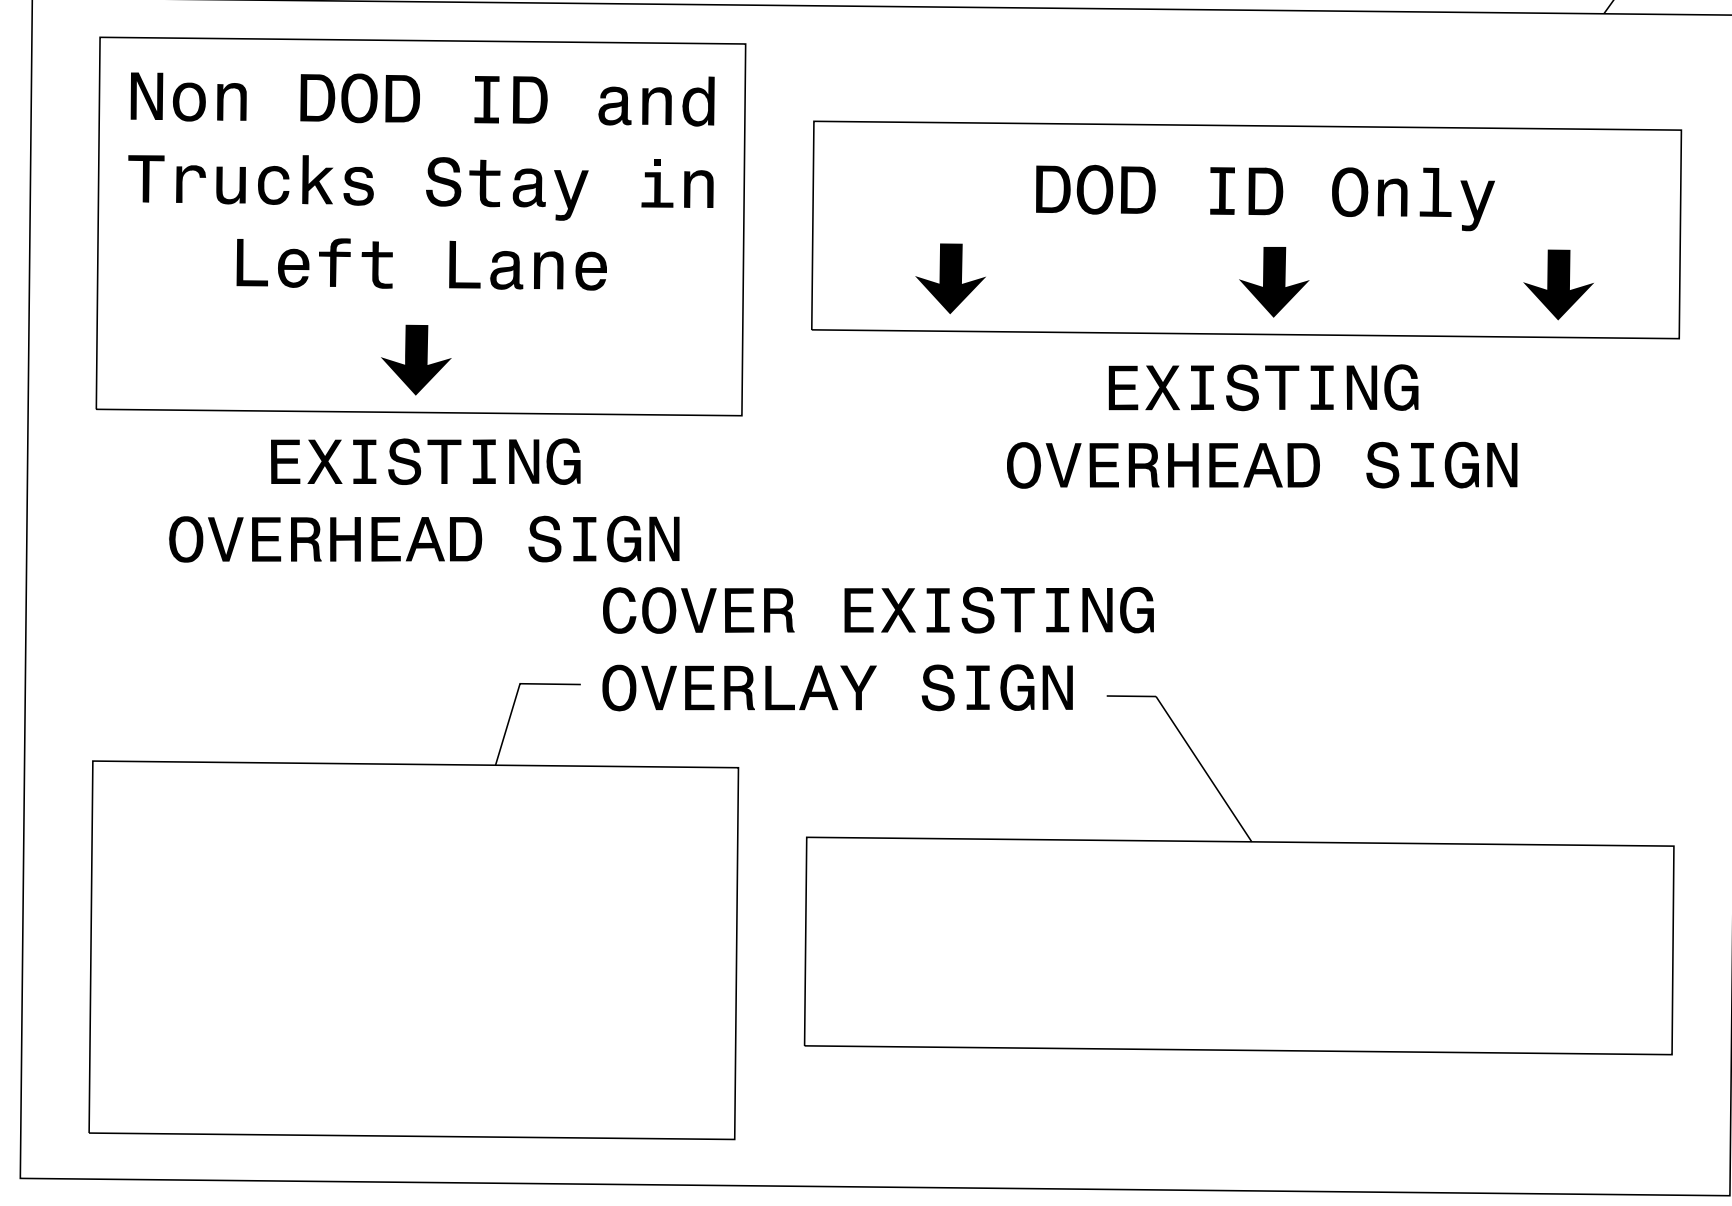 Non DOD ID and
Trucks Stay in
Left Lane
EXISTING
OVERHEAD SIGN
DOD ID Only
EXISTING
OVERHEAD SIGN
COVER EXISTING
OVERLAY SIGN